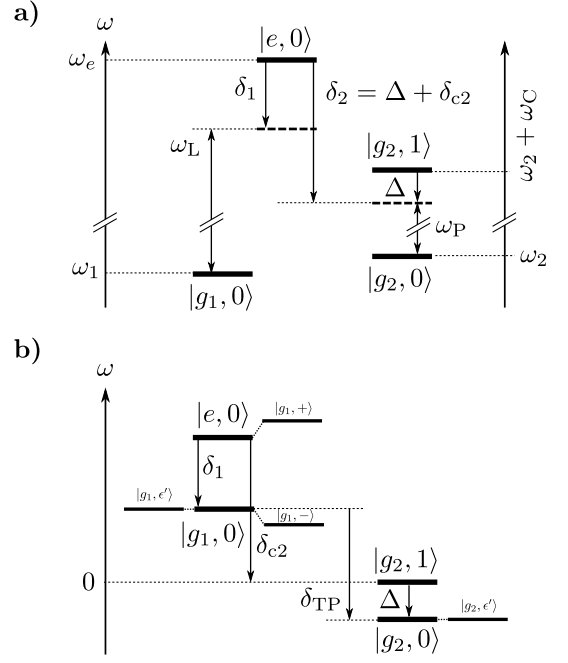 a)
ω
|e, 0⟩
ω_e
δ_1
δ_2 = Δ + δ_c2
ω_2 + ω_C
ω_L
|g_2, 1⟩
Δ
ω_P
ω_1
ω_2
|g_1, 0⟩
|g_2, 0⟩
b)
ω
|g_1, +⟩
|e, 0⟩
δ_1
|g_1, ϵ′⟩
|g_1, −⟩
|g_1, 0⟩
δ_c2
|g_2, 1⟩
0
δ_TP
Δ
|g_2, ϵ′⟩
|g_2, 0⟩